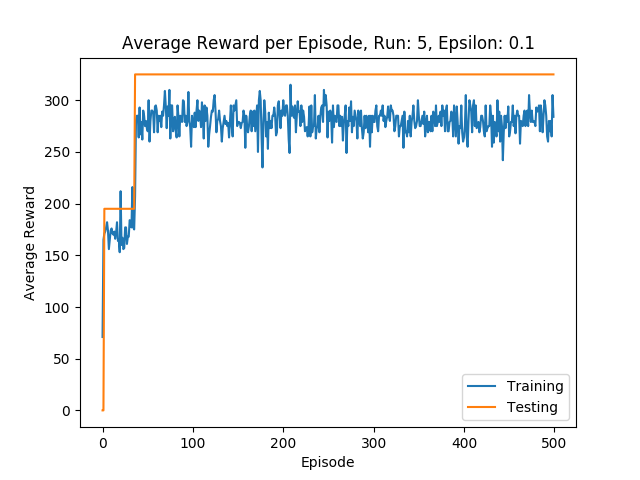 Average Reward per Episode, Run: 5, Epsilon: 0.1
Average Reward
300
250
200
150
100
50
0
0 100 200 300 400 500
Episode
Training
Testing